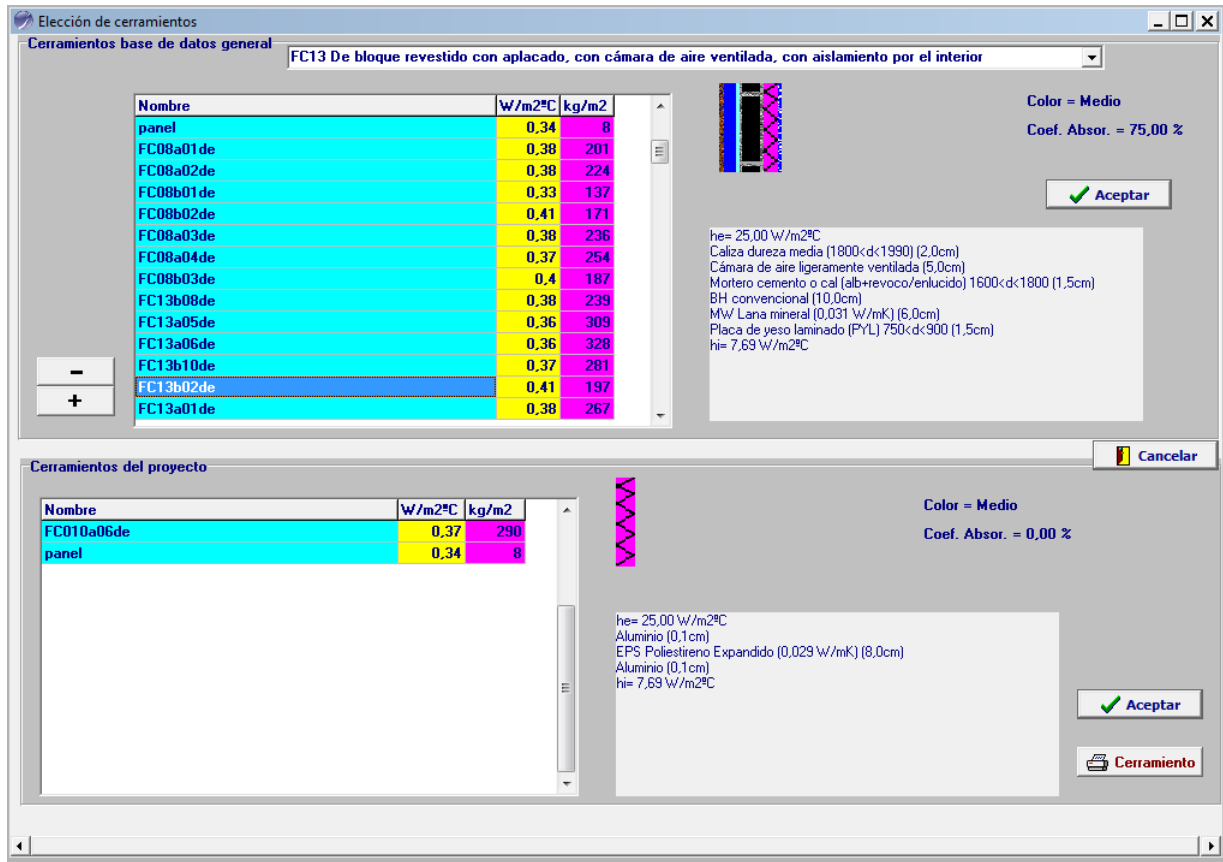 Elección de cerramientos
Cerramientos base de datos general
FC13 De bloque revestido con aplacado, con cámara de aire ventilada, con aislamiento por el interior
Nombre W/m2ºC kg/m2
panel 0,34 8
FC08a01de 0,38 201
FC08a02de 0,38 224
FC08b01de 0,33 137
FC08b02de 0,41 171
FC08a03de 0,38 236
FC08a04de 0,37 254
FC08b03de 0,4 187
FC13b08de 0,38 239
FC13a05de 0,36 309
FC13a06de 0,36 328
FC13b10de 0,37 281
FC13b02de 0,41 197
FC13a01de 0,38 267
-
+
Color = Medio
Coef. Absor. = 75,00 %
Aceptar
he= 25,00 W/m2ºC
Caliza dureza media (1800<d<1990) (2,0cm)
Cámara de aire ligeramente ventilada (5,0cm)
Mortero cemento o cal (alb+revoco/enlucido) 1600<d<1800 (1,5cm)
BH convencional (10,0cm)
MW Lana mineral (0,031 W/mK) (6,0cm)
Placa de yeso laminado (PYL) 750<d<900 (1,5cm)
hi= 7,69 W/m2ºC
Cancelar
Cerramientos del proyecto
Nombre W/m2ºC kg/m2
FC010a06de 0,37 290
panel 0,34 8
Color = Medio
Coef. Absor. = 0,00 %
he= 25,00 W/m2ºC
Aluminio (0,1cm)
EPS Poliestireno Expandido (0,029 W/mK) (8,0cm)
Aluminio (0,1cm)
hi= 7,69 W/m2ºC
Aceptar
Cerramiento